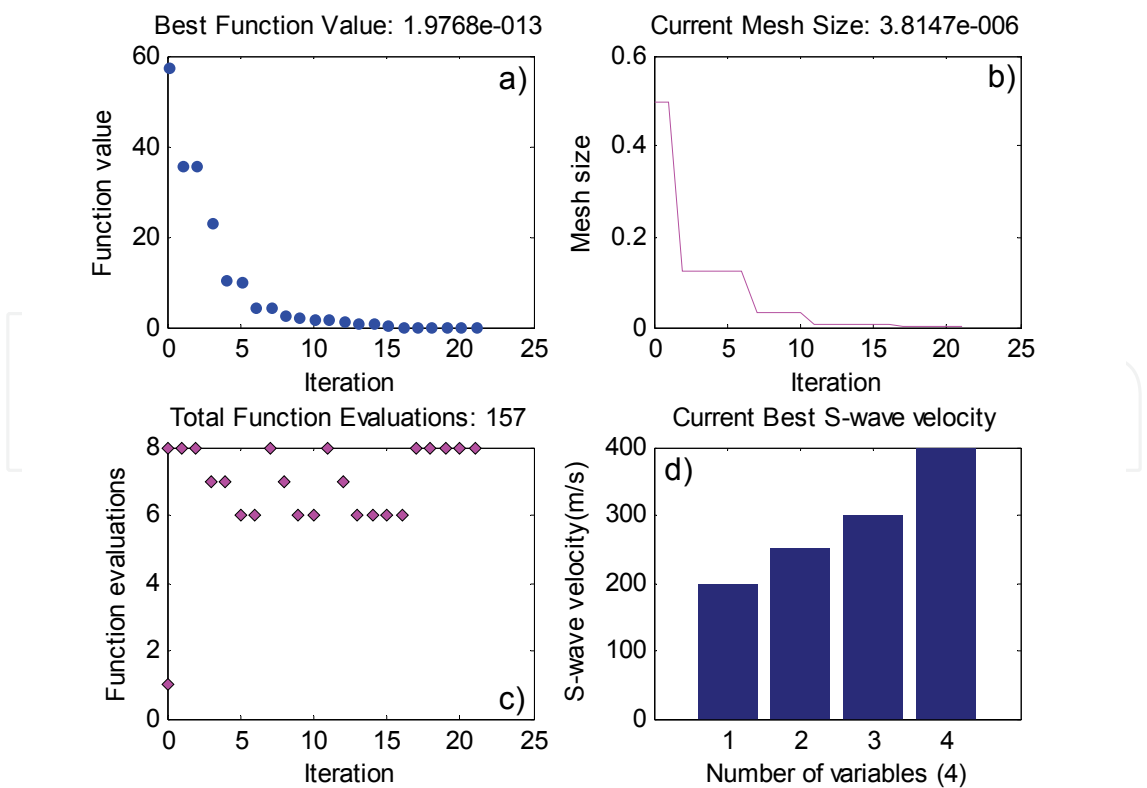 Best Function Value: 1.9768e-013
a)
Function value
60
40
20
0
0 5 10 15 20 25
Iteration
Current Mesh Size: 3.8147e-006
b)
Mesh size
0.6
0.4
0.2
0
0 5 10 15 20 25
Iteration
Total Function Evaluations: 157
c)
Function evaluations
8
6
4
2
0
0 5 10 15 20 25
Iteration
Current Best S-wave velocity
d)
S-wave velocity(m/s)
400
300
200
100
0
1 2 3 4
Number of variables (4)